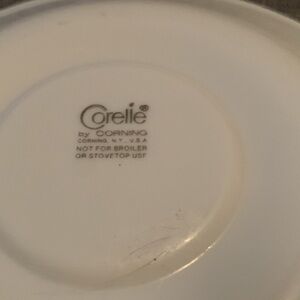 Corelle®
by CORNING
CORNING, N.Y., U.S.A
NOT FOR BROILER
OR STOVETOP USE